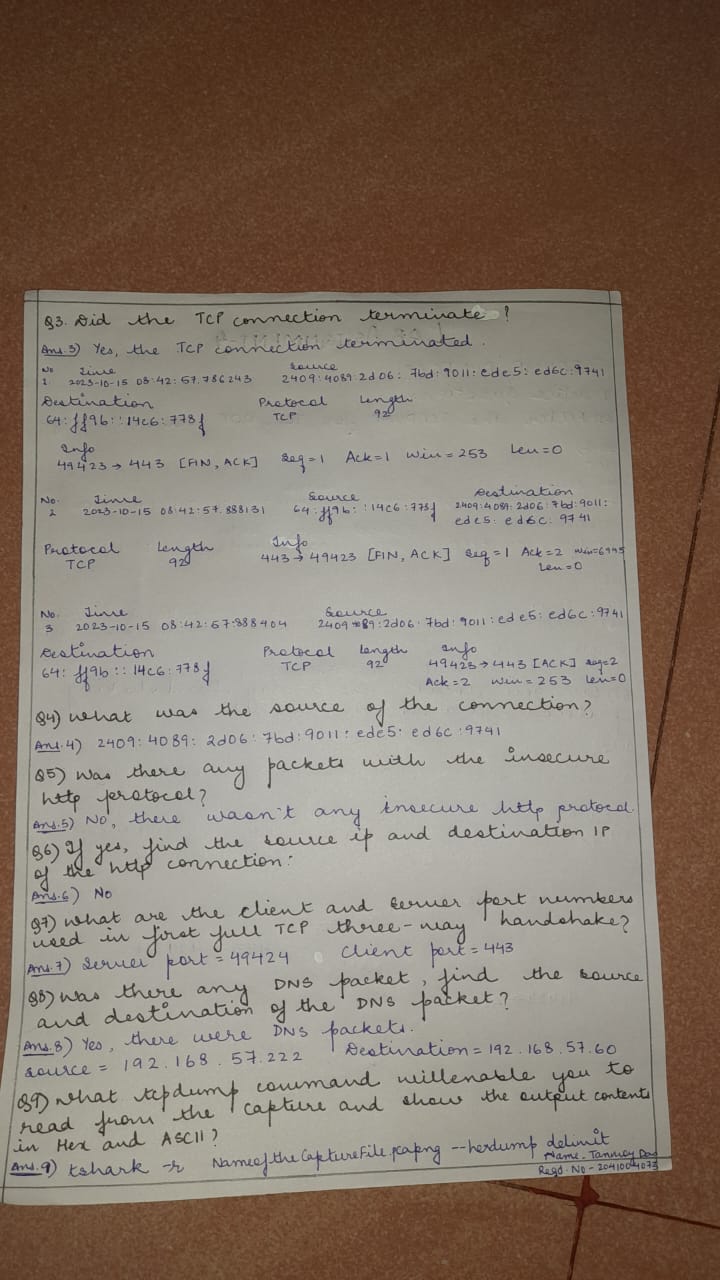 Q3. Did the TCP connection terminate?
Ans.3) Yes, the TCP connection terminated.
No Time Source
1 2023-10-15 08:42:57.786243 2409:4089:2d06:7bd:9011:ede5:ed6c:9741
Destination Protocol Length
64:ff9b::14c6:778f TCP 92
Info
49423→443 [FIN, ACK] Seq=1 Ack=1 Win=253 Len=0
No. Time Source Destination
2 2023-10-15 08:42:57.888131 64:ff9b::14c6:778f 2409:4089:2d06:7bd:9011:
ede5:ed6c:9741
Protocol Length Info
TCP 92 443→49423 [FIN, ACK] Seq=1 Ack=2
Len=0
No. Time Source
3 2023-10-15 08:42:57:888404 2409:4089:2d06:7bd:9011:ede5:ed6c:9741
Destination Protocol Length Info
64:ff9b::14c6:778f TCP 92 49423→443 [ACK] Seq=2
Ack=2 Win=253 Len=0
Q4) What was the source of the connection?
Ans.4) 2409:4089:2d06:7bd:9011:ede5:ed6c:9741
Q5) Was there any packets with the insecure
http protocol?
Ans.5) No, there wasn't any insecure http protocol.
Q6) If yes, find the source ip and destination IP
of the http connection:
Ans.6) No
Q7) What are the client and server port numbers
used in first full TCP three-way handshake?
Ans.7) Server port = 49424 Client port = 443
Q8) Was there any DNS packet, find the source
and destination of the DNS packet?
Ans.8) Yes, there were DNS packets.
Source = 192.168.57.222 Destination = 192.168.57.60
Q9) What tcpdump command willenable you to
read from the capture and show the output contents
in Hex and ASCII?
Ans.9) tshark -r NameoftheCaptureFile.pcapng --hexdump delimit
Name- Tanmoy Das
Regd. No - 2041004073